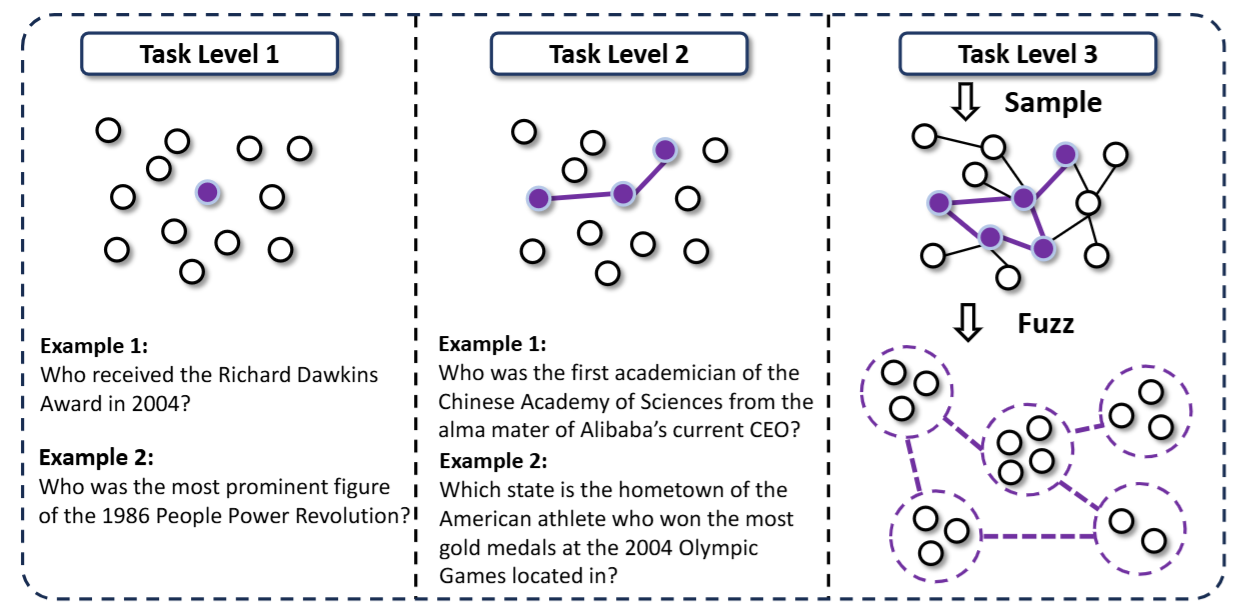 Task Level 1
Example 1:
Who received the Richard Dawkins
Award in 2004?
Example 2:
Who was the most prominent figure
of the 1986 People Power Revolution?
Task Level 2
Example 1:
Who was the first academician of the
Chinese Academy of Sciences from the
alma mater of Alibaba's current CEO?
Example 2:
Which state is the hometown of the
American athlete who won the most
gold medals at the 2004 Olympic
Games located in?
Task Level 3
Sample
Fuzz